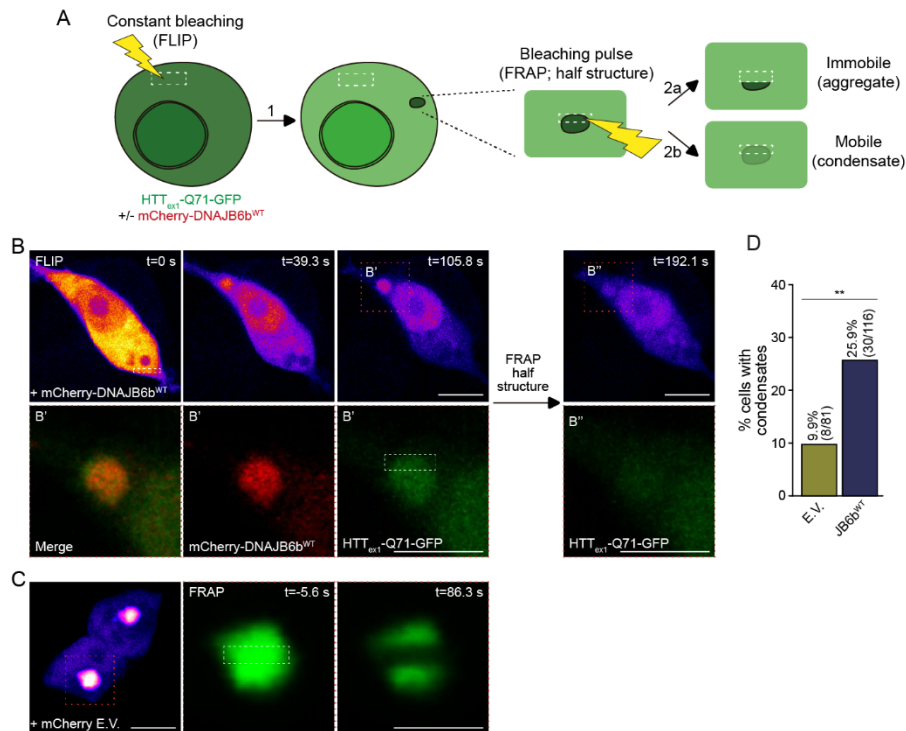 A
Constant bleaching
(FLIP)
1
HTTex1-Q71-GFP
+/- mCherry-DNAJB6bWT
Bleaching pulse
(FRAP; half structure)
2a
2b
Immobile
(aggregate)
Mobile
(condensate)
B
FLIP
t=0 s
+ mCherry-DNAJB6bWT
t=39.3 s
B'
t=105.8 s
FRAP
half
structure
B''
t=192.1 s
B'
Merge
B'
mCherry-DNAJB6bWT
B'
HTTex1-Q71-GFP
B''
HTTex1-Q71-GFP
C
+ mCherry E.V.
FRAP
t=-5.6 s
t=86.3 s
D
% cells with
condensates
40
30
20
10
0
**
9.9%
(8/81)
25.9%
(30/116)
E.V.
JB6bWT